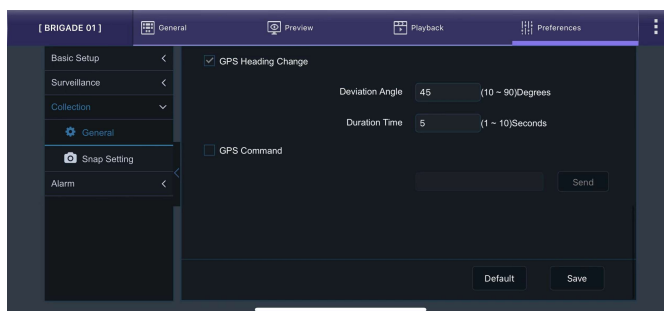 [ BRIGADE 01 ] General Preview Playback Preferences
Basic Setup
Surveillance
Collection
General
Snap Setting
Alarm
GPS Heading Change
Deviation Angle 45 (10 ~ 90)Degrees
Duration Time 5 (1 ~ 10)Seconds
GPS Command
Send
Default Save